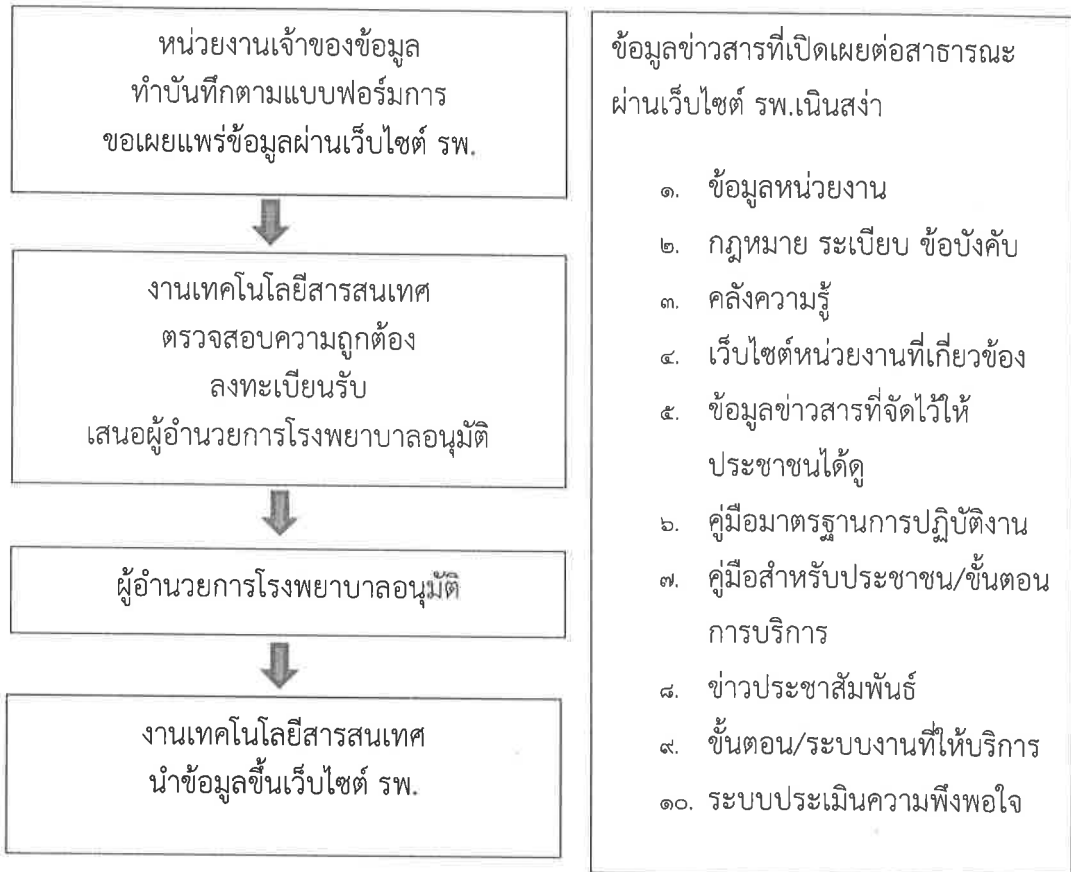 หน่วยงานเจ้าของข้อมูล
ทำบันทึกตามแบบฟอร์มการ
ขอเผยแพร่ข้อมูลผ่านเว็บไซต์ รพ.
งานเทคโนโลยีสารสนเทศ
ตรวจสอบความถูกต้อง
ลงทะเบียนรับ
เสนอผู้อำนวยการโรงพยาบาลอนุมัติ
ผู้อำนวยการโรงพยาบาลอนุมัติ
งานเทคโนโลยีสารสนเทศ
นำข้อมูลขึ้นเว็บไซต์ รพ.
ข้อมูลข่าวสารที่เปิดเผยต่อสาธารณะ
ผ่านเว็บไซต์ รพ.เนินสง่า
๑. ข้อมูลหน่วยงาน
๒. กฎหมาย ระเบียบ ข้อบังคับ
๓. คลังความรู้
๔. เว็บไซต์หน่วยงานที่เกี่ยวข้อง
๕. ข้อมูลข่าวสารที่จัดไว้ให้
ประชาชนได้ดู
๖. คู่มือมาตรฐานการปฏิบัติงาน
๗. คู่มือสำหรับประชาชน/ขั้นตอน
การบริการ
๘. ข่าวประชาสัมพันธ์
๙. ขั้นตอน/ระบบงานที่ให้บริการ
๑๐. ระบบประเมินความพึงพอใจ